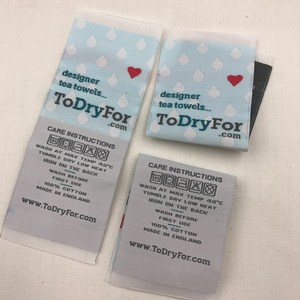 designer
tea towels...
ToDryFor
.com
CARE INSTRUCTIONS
WASH AT MAX TEMP 40°C
TUMBLE DRY LOW HEAT
IRON ON THE BACK
WASH BEFORE
FIRST USE
100% COTTON
MADE IN ENGLAND
www.ToDryFor.com
designer
tea towels...
ToDryFor
.com
CARE INSTRUCTIONS
WASH AT MAX TEMP 40°C
TUMBLE DRY LOW HEAT
IRON ON THE BACK
WASH BEFORE
FIRST USE
100% COTTON
MADE IN ENGLAND
www.ToDryFor.com